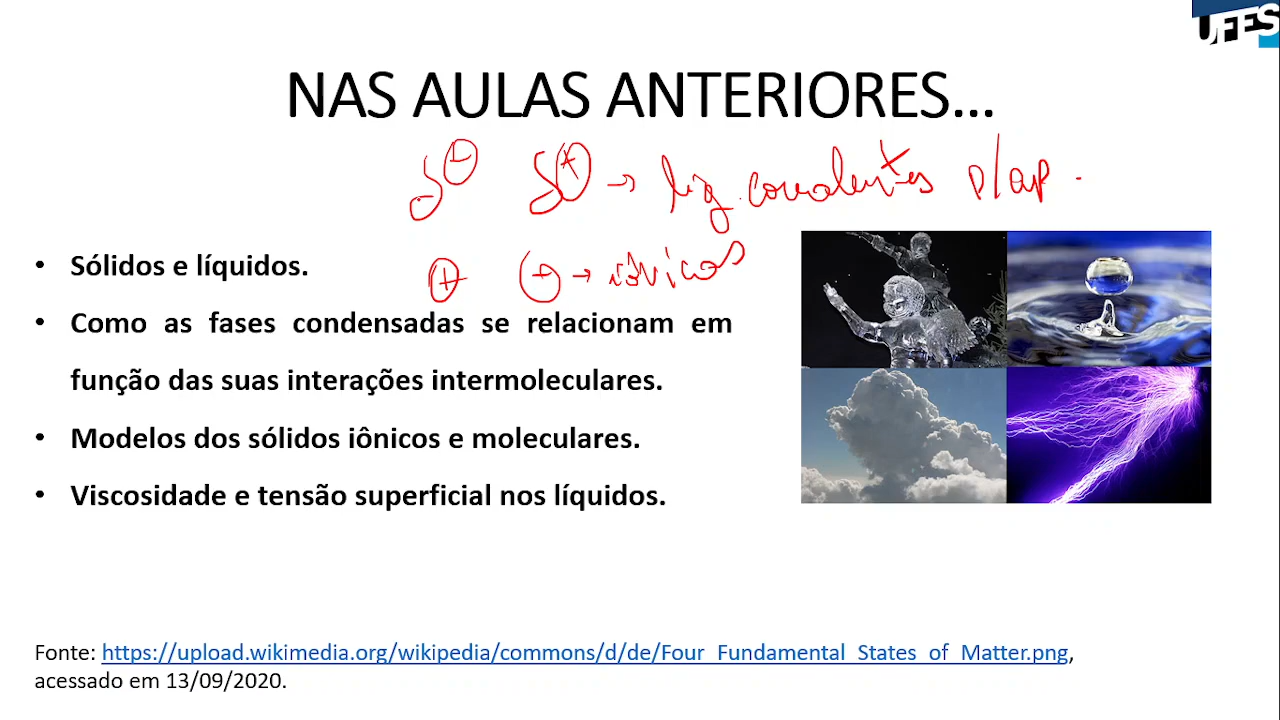 UFES
NAS AULAS ANTERIORES...
δ⊖ δ⊕ → lig. covalentes p/ap.
⊕ ⊖ → iônicos
• Sólidos e líquidos.
• Como as fases condensadas se relacionam em
função das suas interações intermoleculares.
• Modelos dos sólidos iônicos e moleculares.
• Viscosidade e tensão superficial nos líquidos.
Fonte: https://upload.wikimedia.org/wikipedia/commons/d/de/Four_Fundamental_States_of_Matter.png,
acessado em 13/09/2020.